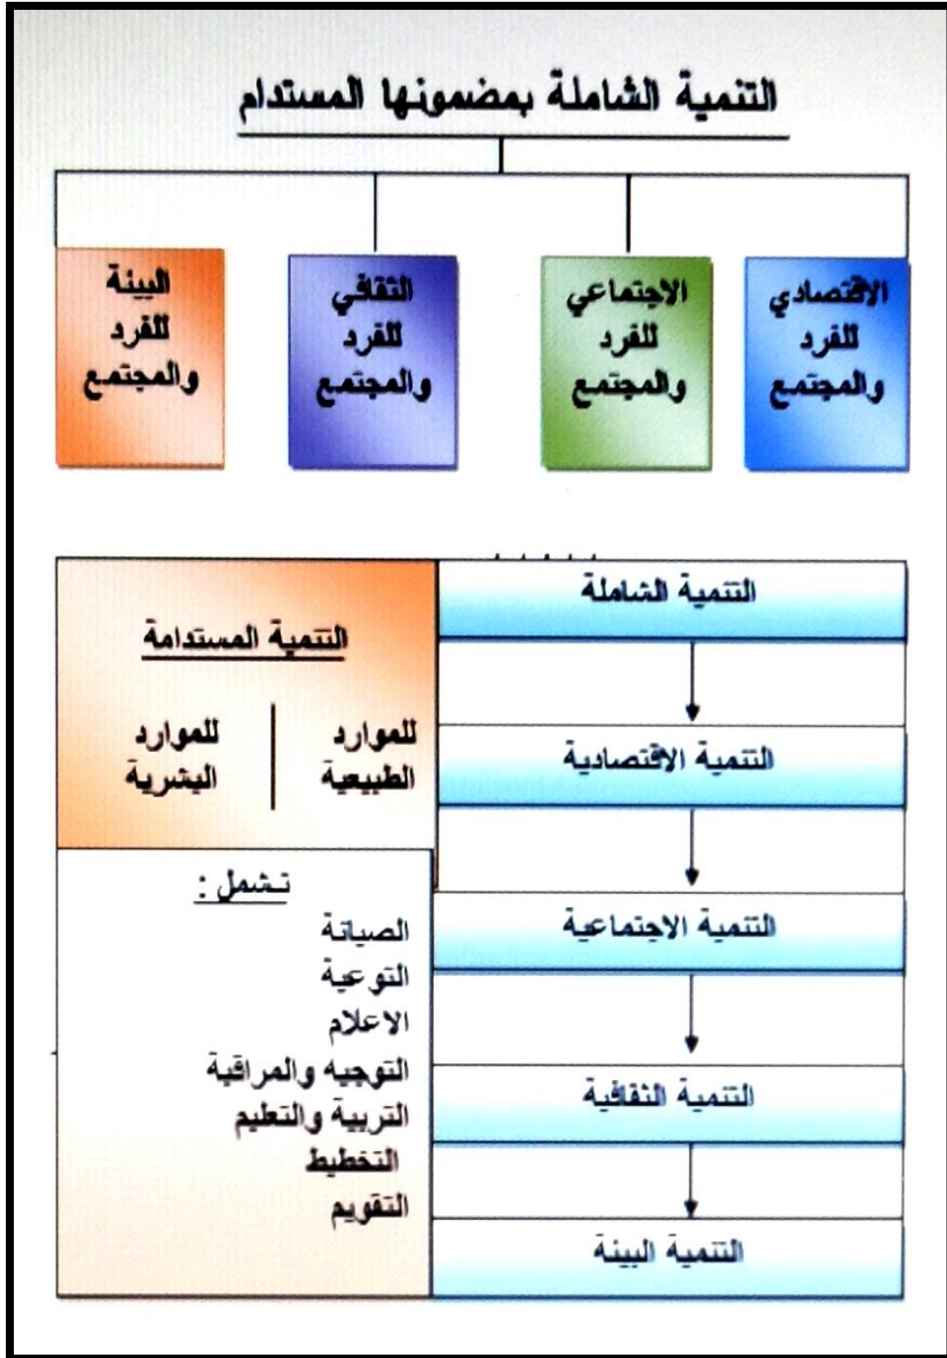 التنمية الشاملة بمضمونها المستدام
الاقتصادي
للفرد
والمجتمع
الاجتماعي
للفرد
والمجتمع
الثقافي
للفرد
والمجتمع
البيئة
للفرد
والمجتمع
التنمية الشاملة
التنمية الاقتصادية
التنمية الاجتماعية
التنمية الثقافية
التنمية البيئة
التنمية المستدامة
للموارد
الطبيعية
للموارد
البشرية
تشمل :
الصيانة
التوعية
الاعلام
التوجيه والمراقبة
التربية والتعليم
التخطيط
التقويم